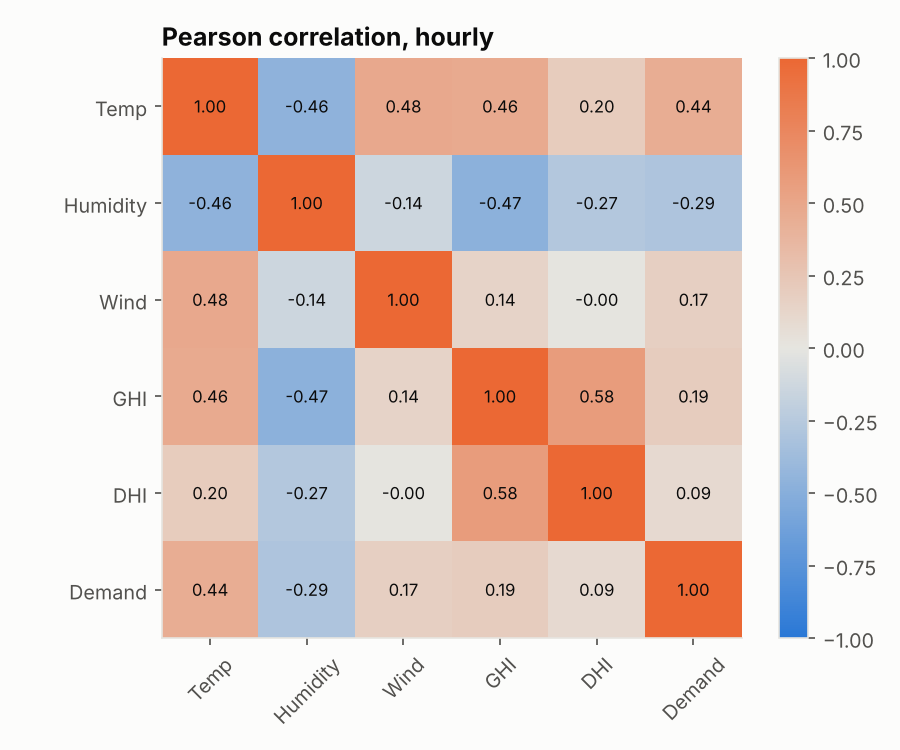 Pearson correlation, hourly
Temp 1.00 -0.46 0.48 0.46 0.20 0.44
Humidity -0.46 1.00 -0.14 -0.47 -0.27 -0.29
Wind 0.48 -0.14 1.00 0.14 -0.00 0.17
GHI 0.46 -0.47 0.14 1.00 0.58 0.19
DHI 0.20 -0.27 -0.00 0.58 1.00 0.09
Demand 0.44 -0.29 0.17 0.19 0.09 1.00
Temp Humidity Wind GHI DHI Demand
1.00
0.75
0.50
0.25
0.00
−0.25
−0.50
−0.75
−1.00